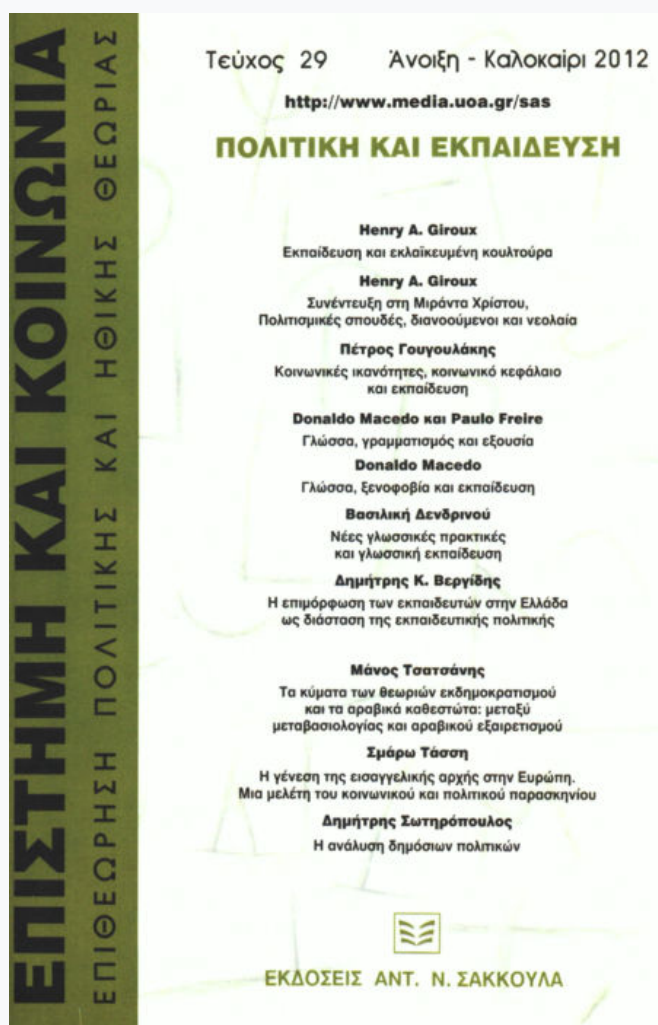 ΕΠΙΣΤΗΜΗ ΚΑΙ ΚΟΙΝΩΝΙΑ
ΕΠΙΘΕΩΡΗΣΗ ΠΟΛΙΤΙΚΗΣ ΚΑΙ ΗΘΙΚΗΣ ΘΕΩΡΙΑΣ
Τεύχος 29 Άνοιξη - Καλοκαίρι 2012
http://www.media.uoa.gr/sas
ΠΟΛΙΤΙΚΗ ΚΑΙ ΕΚΠΑΙΔΕΥΣΗ
Henry A. Giroux
Εκπαίδευση και εκλαϊκευμένη κουλτούρα
Henry A. Giroux
Συνέντευξη στη Μιράντα Χρίστου,
Πολιτισμικές σπουδές, διανοούμενοι και νεολαία
Πέτρος Γουγουλάκης
Κοινωνικές ικανότητες, κοινωνικό κεφάλαιο
και εκπαίδευση
Donaldo Macedo και Paulo Freire
Γλώσσα, γραμματισμός και εξουσία
Donaldo Macedo
Γλώσσα, ξενοφοβία και εκπαίδευση
Βασιλική Δενδρινού
Νέες γλωσσικές πρακτικές
και γλωσσική εκπαίδευση
Δημήτρης Κ. Βεργίδης
Η επιμόρφωση των εκπαιδευτών στην Ελλάδα
ως διάσταση της εκπαιδευτικής πολιτικής
Μάνος Τσατσάνης
Τα κύματα των θεωριών εκδημοκρατισμού
και τα αραβικά καθεστώτα: μεταξύ
μεταβασιολογίας και αραβικού εξαιρετισμού
Σμάρω Τάσση
Η γένεση της εισαγγελικής αρχής στην Ευρώπη.
Μια μελέτη του κοινωνικού και πολιτικού παρασκηνίου
Δημήτρης Σωτηρόπουλος
Η ανάλυση δημόσιων πολιτικών
ΕΚΔΟΣΕΙΣ ΑΝΤ. Ν. ΣΑΚΚΟΥΛΑ